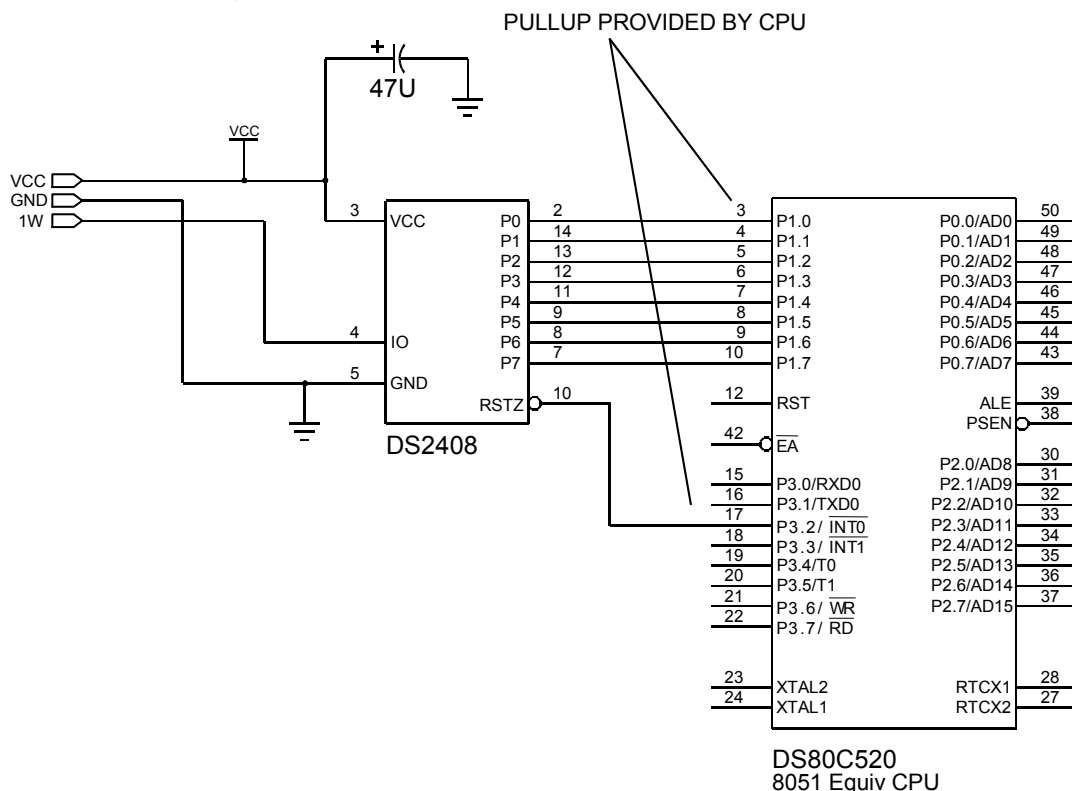 PULLUP PROVIDED BY CPU
+
47U
VCC
VCC
GND
1W
3 VCC P0 2 3 P1.0 P0.0/AD0 50
P1 14 4 P1.1 P0.1/AD1 49
P2 13 5 P1.2 P0.2/AD2 48
P3 12 6 P1.3 P0.3/AD3 47
P4 11 7 P1.4 P0.4/AD4 46
P5 9 8 P1.5 P0.5/AD5 45
4 IO P6 8 9 P1.6 P0.6/AD6 44
P7 7 10 P1.7 P0.7/AD7 43
5 GND
RSTZ 10 12 RST ALE 39
PSEN 38
DS2408
42 EA
P2.0/AD8 30
15 P3.0/RXD0 P2.1/AD9 31
16 P3.1/TXD0 P2.2/AD10 32
17 P3.2/ INT0 P2.3/AD11 33
18 P3.3/ INT1 P2.4/AD12 34
19 P3.4/T0 P2.5/AD13 35
20 P3.5/T1 P2.6/AD14 36
21 P3.6/ WR P2.7/AD15 37
22 P3.7/ RD
23 XTAL2 RTCX1 28
24 XTAL1 RTCX2 27
DS80C520
8051 Equiv CPU